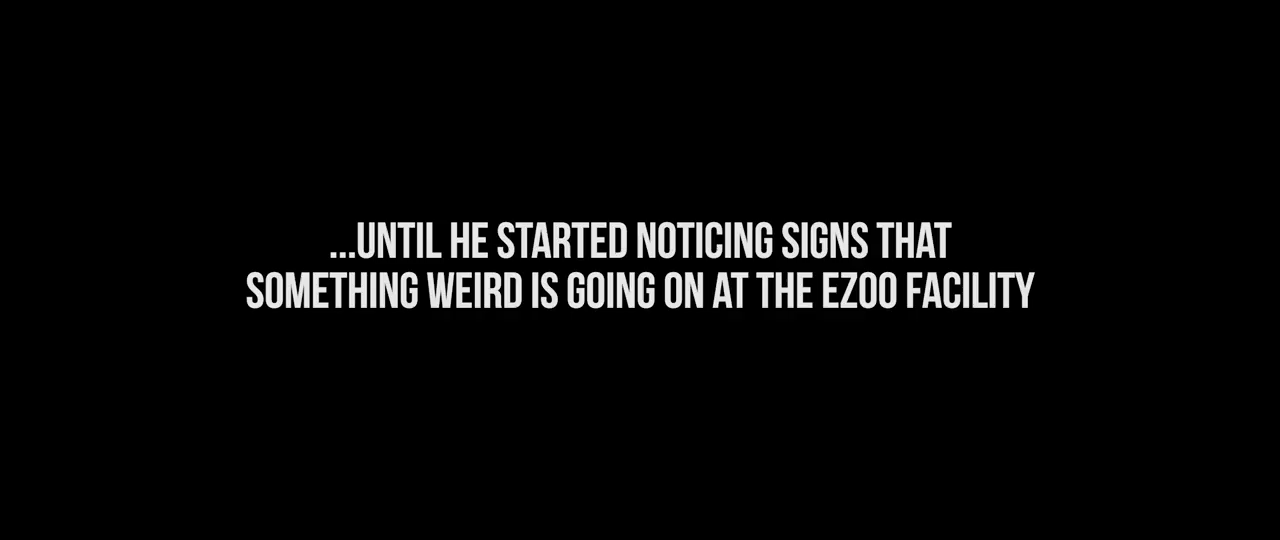 ...UNTIL HE STARTED NOTICING SIGNS THAT
SOMETHING WEIRD IS GOING ON AT THE EZOO FACILITY